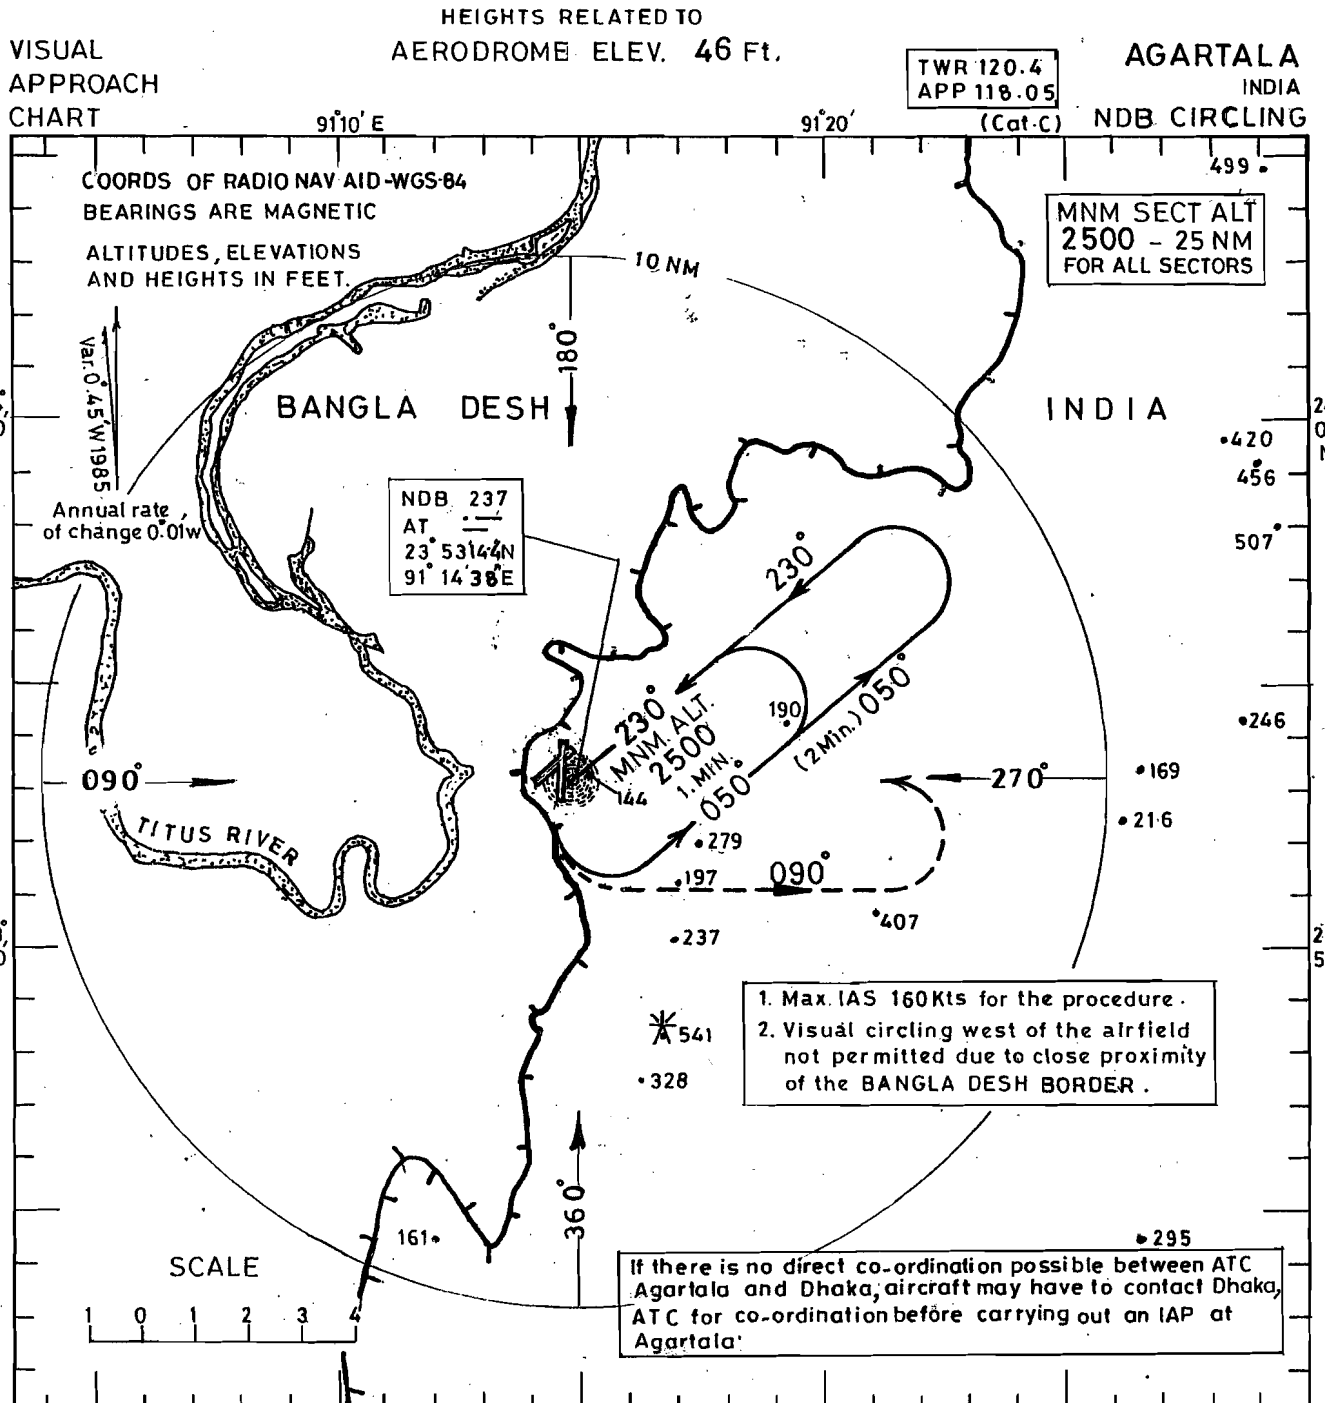 HEIGHTS RELATED TO
AERODROME ELEV. 46 Ft.
VISUAL
APPROACH
CHART
TWR 120.4
APP 118.05
(Cat.C)
AGARTALA
INDIA
NDB CIRCLING
91°10' E
91°20'
COORDS OF RADIO NAV AID-WGS-84
BEARINGS ARE MAGNETIC
ALTITUDES, ELEVATIONS
AND HEIGHTS IN FEET.
499
MNM SECT ALT
2500 - 25 NM
FOR ALL SECTORS
10 NM
180°
Var. 0°.45'W 1985
Annual rate
of change 0°.01w
BANGLA DESH
INDIA
420
456
507
NDB 237
AT
23° 53'14.4"N
91° 14'38"E
230°
230°
MNM. ALT.
2500
1. MIN.
050°
(2 Min.) 050°
190
144
246
169
216
090°
270°
TITUS RIVER
279
197
090°
407
237
541
328
1. Max. IAS 160Kts for the procedure.
2. Visual circling west of the airfield
not permitted due to close proximity
of the BANGLA DESH BORDER.
360°
161
295
SCALE
1 0 1 2 3 4
If there is no direct co-ordination possible between ATC
Agartala and Dhaka, aircraft may have to contact Dhaka,
ATC for co-ordination before carrying out an IAP at
Agartala.